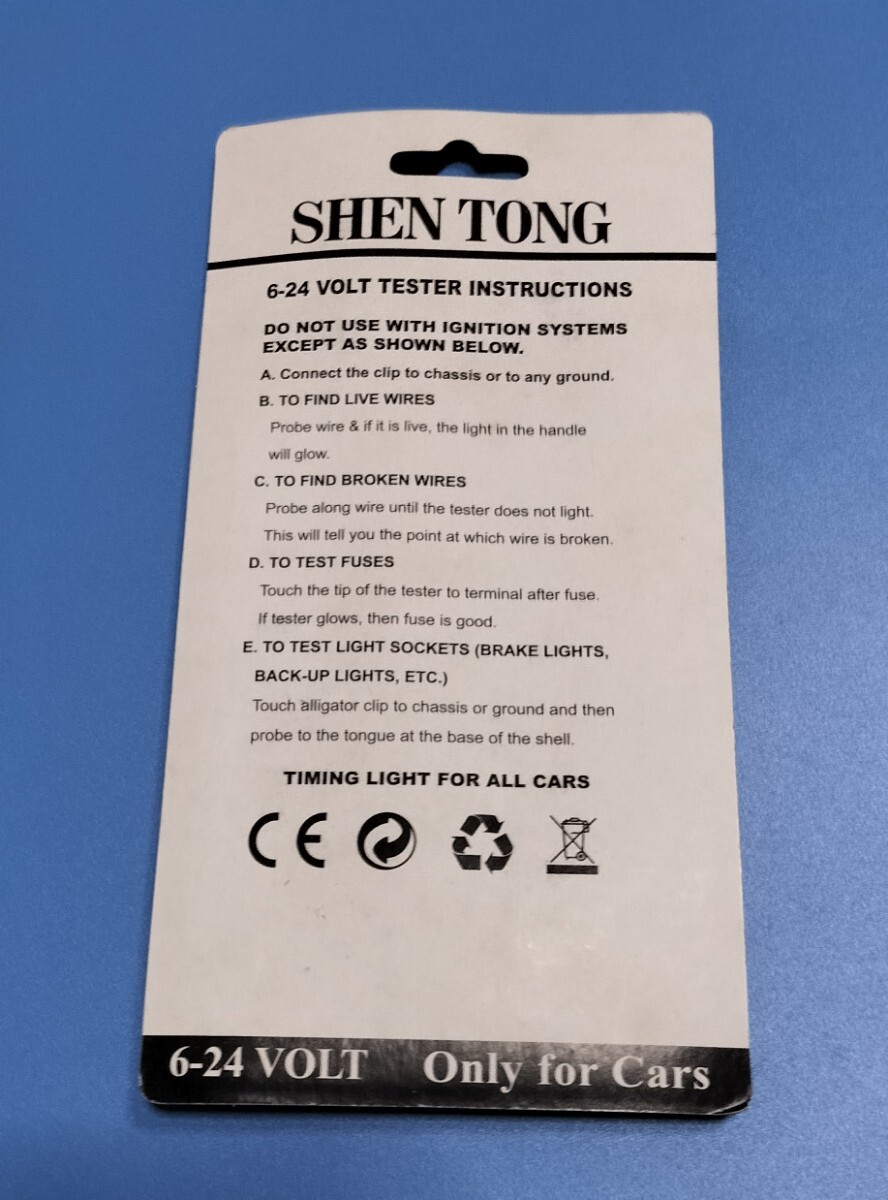 SHEN TONG
6-24 VOLT TESTER INSTRUCTIONS
DO NOT USE WITH IGNITION SYSTEMS
EXCEPT AS SHOWN BELOW.
A. Connect the clip to chassis or to any ground.
B. TO FIND LIVE WIRES
Probe wire & if it is live, the light in the handle
will glow.
C. TO FIND BROKEN WIRES
Probe along wire until the tester does not light.
This will tell you the point at which wire is broken.
D. TO TEST FUSES
Touch the tip of the tester to terminal after fuse.
If tester glows, then fuse is good.
E. TO TEST LIGHT SOCKETS (BRAKE LIGHTS,
BACK-UP LIGHTS, ETC.)
Touch alligator clip to chassis or ground and then
probe to the tongue at the base of the shell.
TIMING LIGHT FOR ALL CARS
CE
6-24 VOLT Only for Cars